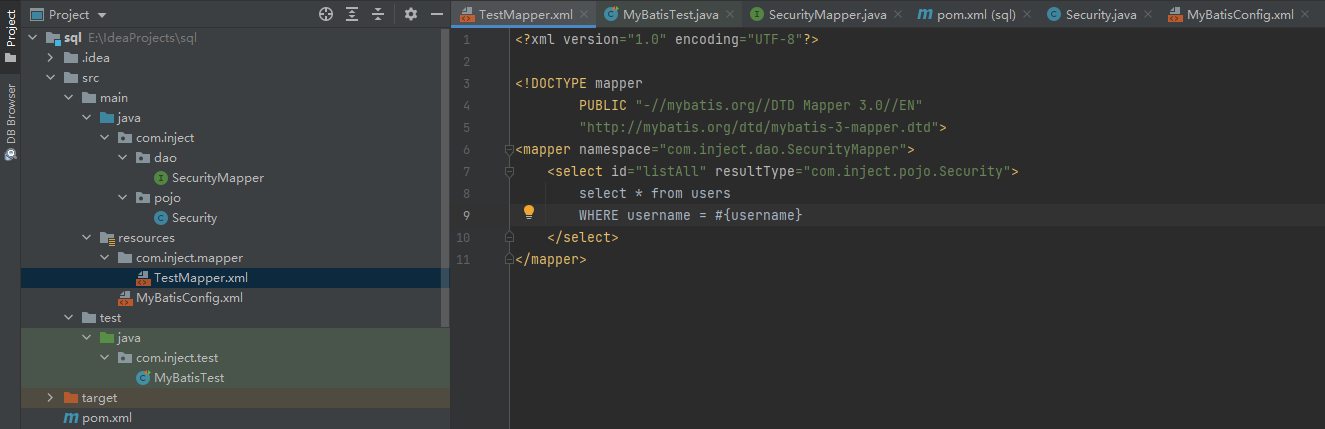 Project
DB Browser
Project
sql E:\IdeaProjects\sql
.idea
src
main
java
com.inject
dao
SecurityMapper
pojo
Security
resources
com.inject.mapper
TestMapper.xml
MyBatisConfig.xml
test
java
com.inject.test
MyBatisTest
target
pom.xml
TestMapper.xml MyBatisTest.java SecurityMapper.java pom.xml (sql) Security.java MyBatisConfig.xml
1 <?xml version="1.0" encoding="UTF-8"?>
2
3 <!DOCTYPE mapper
4 PUBLIC "-//mybatis.org//DTD Mapper 3.0//EN"
5 "http://mybatis.org/dtd/mybatis-3-mapper.dtd">
6 <mapper namespace="com.inject.dao.SecurityMapper">
7 <select id="listAll" resultType="com.inject.pojo.Security">
8 select * from users
9 WHERE username = #{username}
10 </select>
11 </mapper>